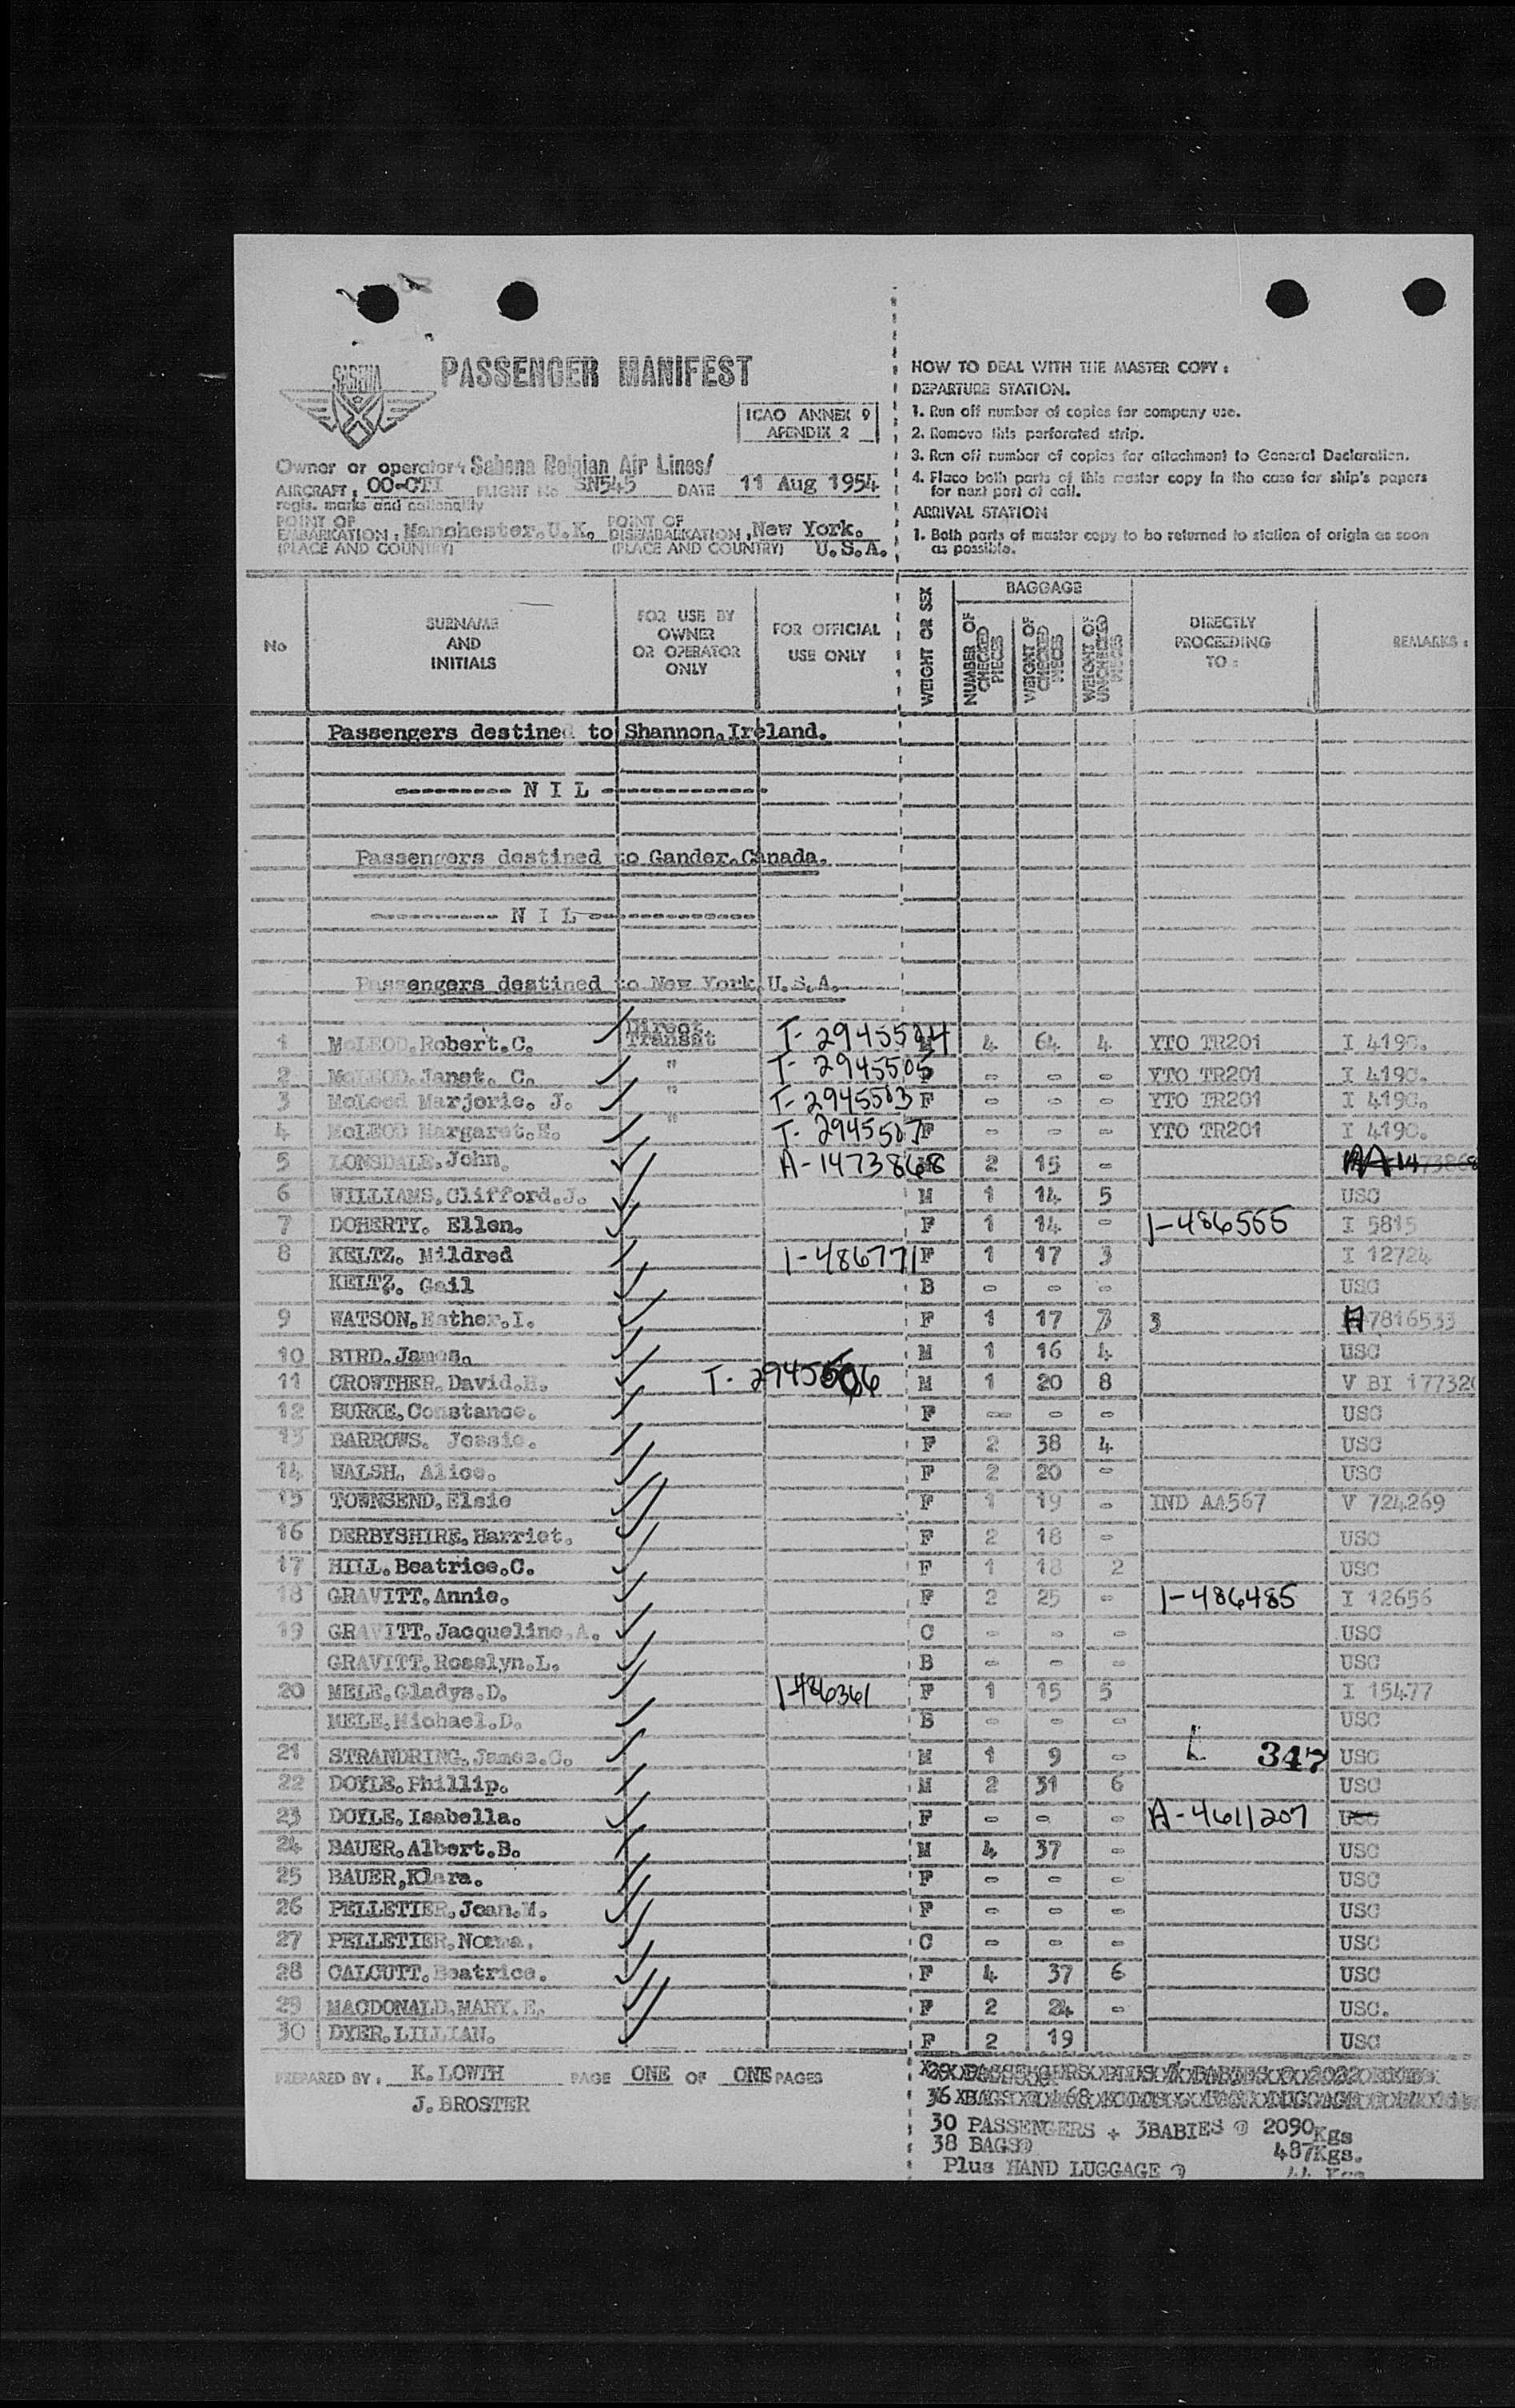 SABENA
PASSENGER MANIFEST
ICAO ANNEX 9
APENDIX 2
Owner or operator: Sabena Belgian Air Lines/
AIRCRAFT: OO-CTI FLIGHT No SN545 DATE 11 Aug 1954
regis. marks and nationality
POINT OF EMBARKATION: Manchester.U.K. POINT OF DISEMBARKATION: New York.
(PLACE AND COUNTRY) (PLACE AND COUNTRY) U.S.A.
HOW TO DEAL WITH THE MASTER COPY:
DEPARTURE STATION.
1. Run off number of copies for company use.
2. Remove this perforated strip.
3. Run off number of copies for attachment to General Declaration.
4. Place both parts of this master copy in the case for ship's papers
for next port of call.
ARRIVAL STATION
1. Both parts of master copy to be returned to station of origin as soon
as possible.
No SURNAME AND INITIALS FOR USE BY OWNER OR OPERATOR ONLY FOR OFFICIAL USE ONLY WEIGHT OR SEX BAGGAGE NUMBER OF CHECKED PIECES WEIGHT OF CHECKED PIECES WEIGHT OF UNCHECKED PIECES DIRECTLY PROCEEDING TO: REMARKS:
Passengers destined to Shannon.Ireland.
---------- N I L ------------
Passengers destined to Gander.Canada.
---------- N I L ------------
Passengers destined to New York U.S.A.
1 McLEOD.Robert.C. Direct Transit T-2945504 4 64 4 YTO TR201 I 4190.
2 McLEOD.Janet. C. " T-2945505 - - - YTO TR201 I 4190.
3 McLeod Marjorie. J. " T-2945503 F - - - YTO TR201 I 4190.
4 McLEOD Margaret.E. " T-2945507 F - - - YTO TR201 I 4190.
5 LONSDALE.John. A-1473868 2 15 -
6 WILLIAMS.Clifford.J. M 1 14 5 USC
7 DOHERTY. Ellen. F 1 14 - 1-486555 I 5815
8 KELTZ. Mildred 1-486771 F 1 17 3 I 12724
KELTZ. Gail B - - - USC
9 WATSON.Esther.I. F 1 17 3 3 A 7816533
10 BIRD.James. M 1 16 4 USC
11 CROWTHER.David.H. T-2945506 M 1 20 8 V BI 177320
12 BURKE.Constance. F - - - USC
13 BARROWS. Jessie. F 2 38 4 USC
14 WALSH. Alice. F 2 20 - USC
15 TOWNSEND.Elsie F 1 19 - IND AA567 V 724269
16 DERBYSHIRE.Harriet. F 2 18 - USC
17 HILL.Beatrice.C. F 1 18 2 USC
18 GRAVITT.Annie. F 2 25 - 1-486485 I 12656
19 GRAVITT.Jacqueline.A. C - - - USC
GRAVITT.Rosslyn.L. B - - - USC
20 MELE.Gladys.D. 1-486361 F 1 15 5 I 15477
MELE.Michael.D. B - - - USC
21 STRANDRING.James.C. M 1 9 - L 347 USC
22 DOYLE.Phillip. M 2 31 6 USC
23 DOYLE.Isabella. F - - - A-4611207 USC
24 BAUER.Albert.B. M 4 37 - USC
25 BAUER,Klara. F - - - USC
26 PELLETIER.Joan.M. F - - - USC
27 PELLETIER. C - - - USC
28 CALCUTT.Beatrice. F 4 37 6 USC
29 MACDONALD.MARY.E. F 2 24 - USC.
30 DYER.LILLIAN. F 2 19 USC
PREPARED BY: K.LOWTH PAGE ONE OF ONE PAGES
J.BROSTER
30 PASSENGERS + 3BABIES @ 2090Kgs
38 BAGS@ 487Kgs.
Plus HAND LUGGAGE @ 44 Kgs